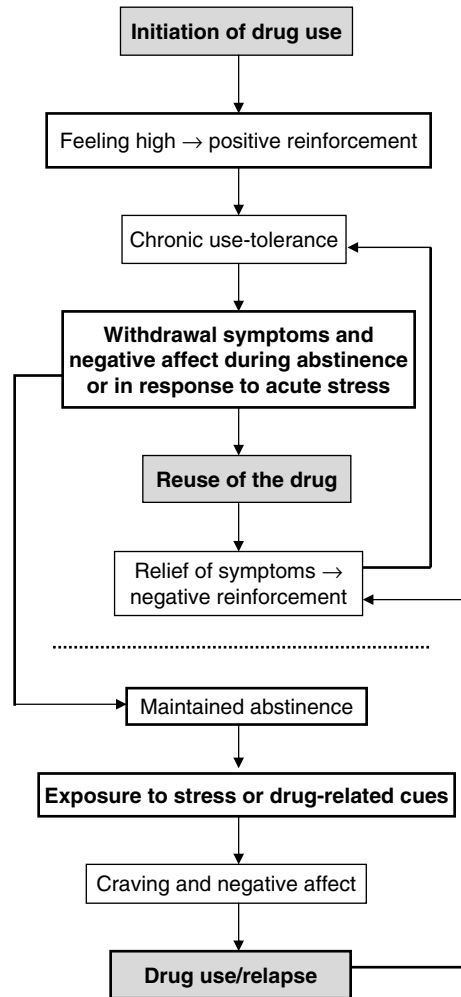 Initiation of drug use
Feeling high → positive reinforcement
Chronic use-tolerance
Withdrawal symptoms and
negative affect during abstinence
or in response to acute stress
Reuse of the drug
Relief of symptoms →
negative reinforcement
Maintained abstinence
Exposure to stress or drug-related cues
Craving and negative affect
Drug use/relapse